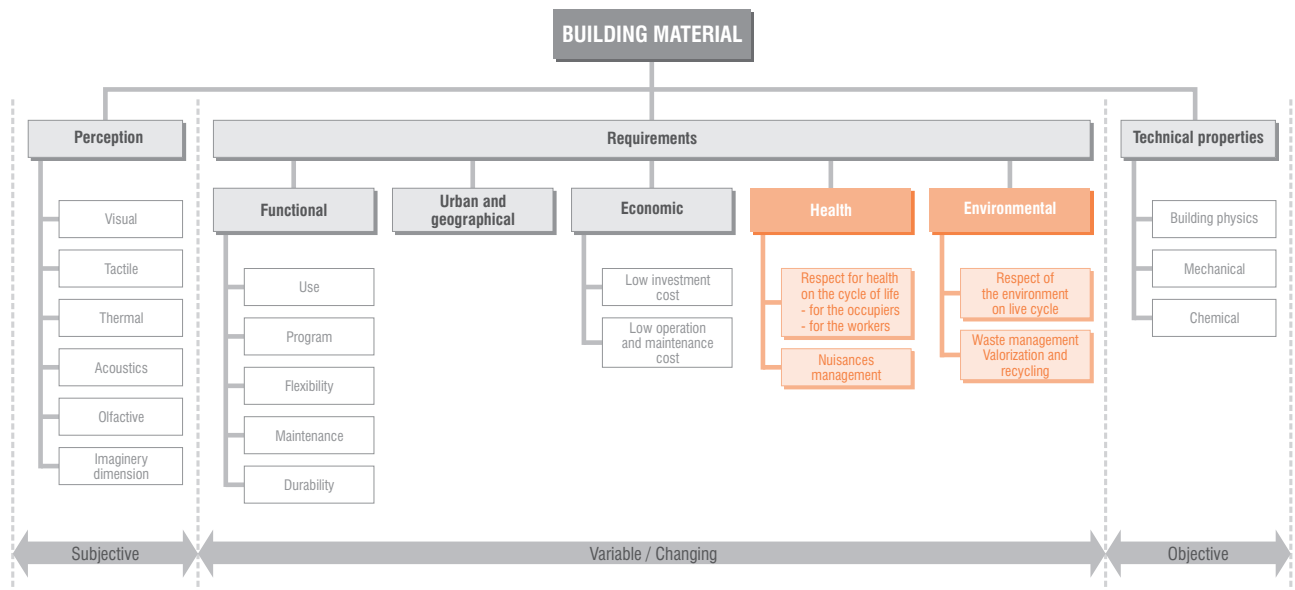 BUILDING MATERIAL
Perception
Requirements
Technical properties
Functional
Urban and
geographical
Economic
Health
Environmental
Visual
Tactile
Thermal
Acoustics
Olfactive
Imaginery
dimension
Use
Program
Flexibility
Maintenance
Durability
Low investment
cost
Low operation
and maintenance
cost
Respect for health
on the cycle of life
- for the occupiers
- for the workers
Nuisances
management
Respect of
the environment
on live cycle
Waste management
Valorization and
recycling
Building physics
Mechanical
Chemical
Subjective
Variable / Changing
Objective